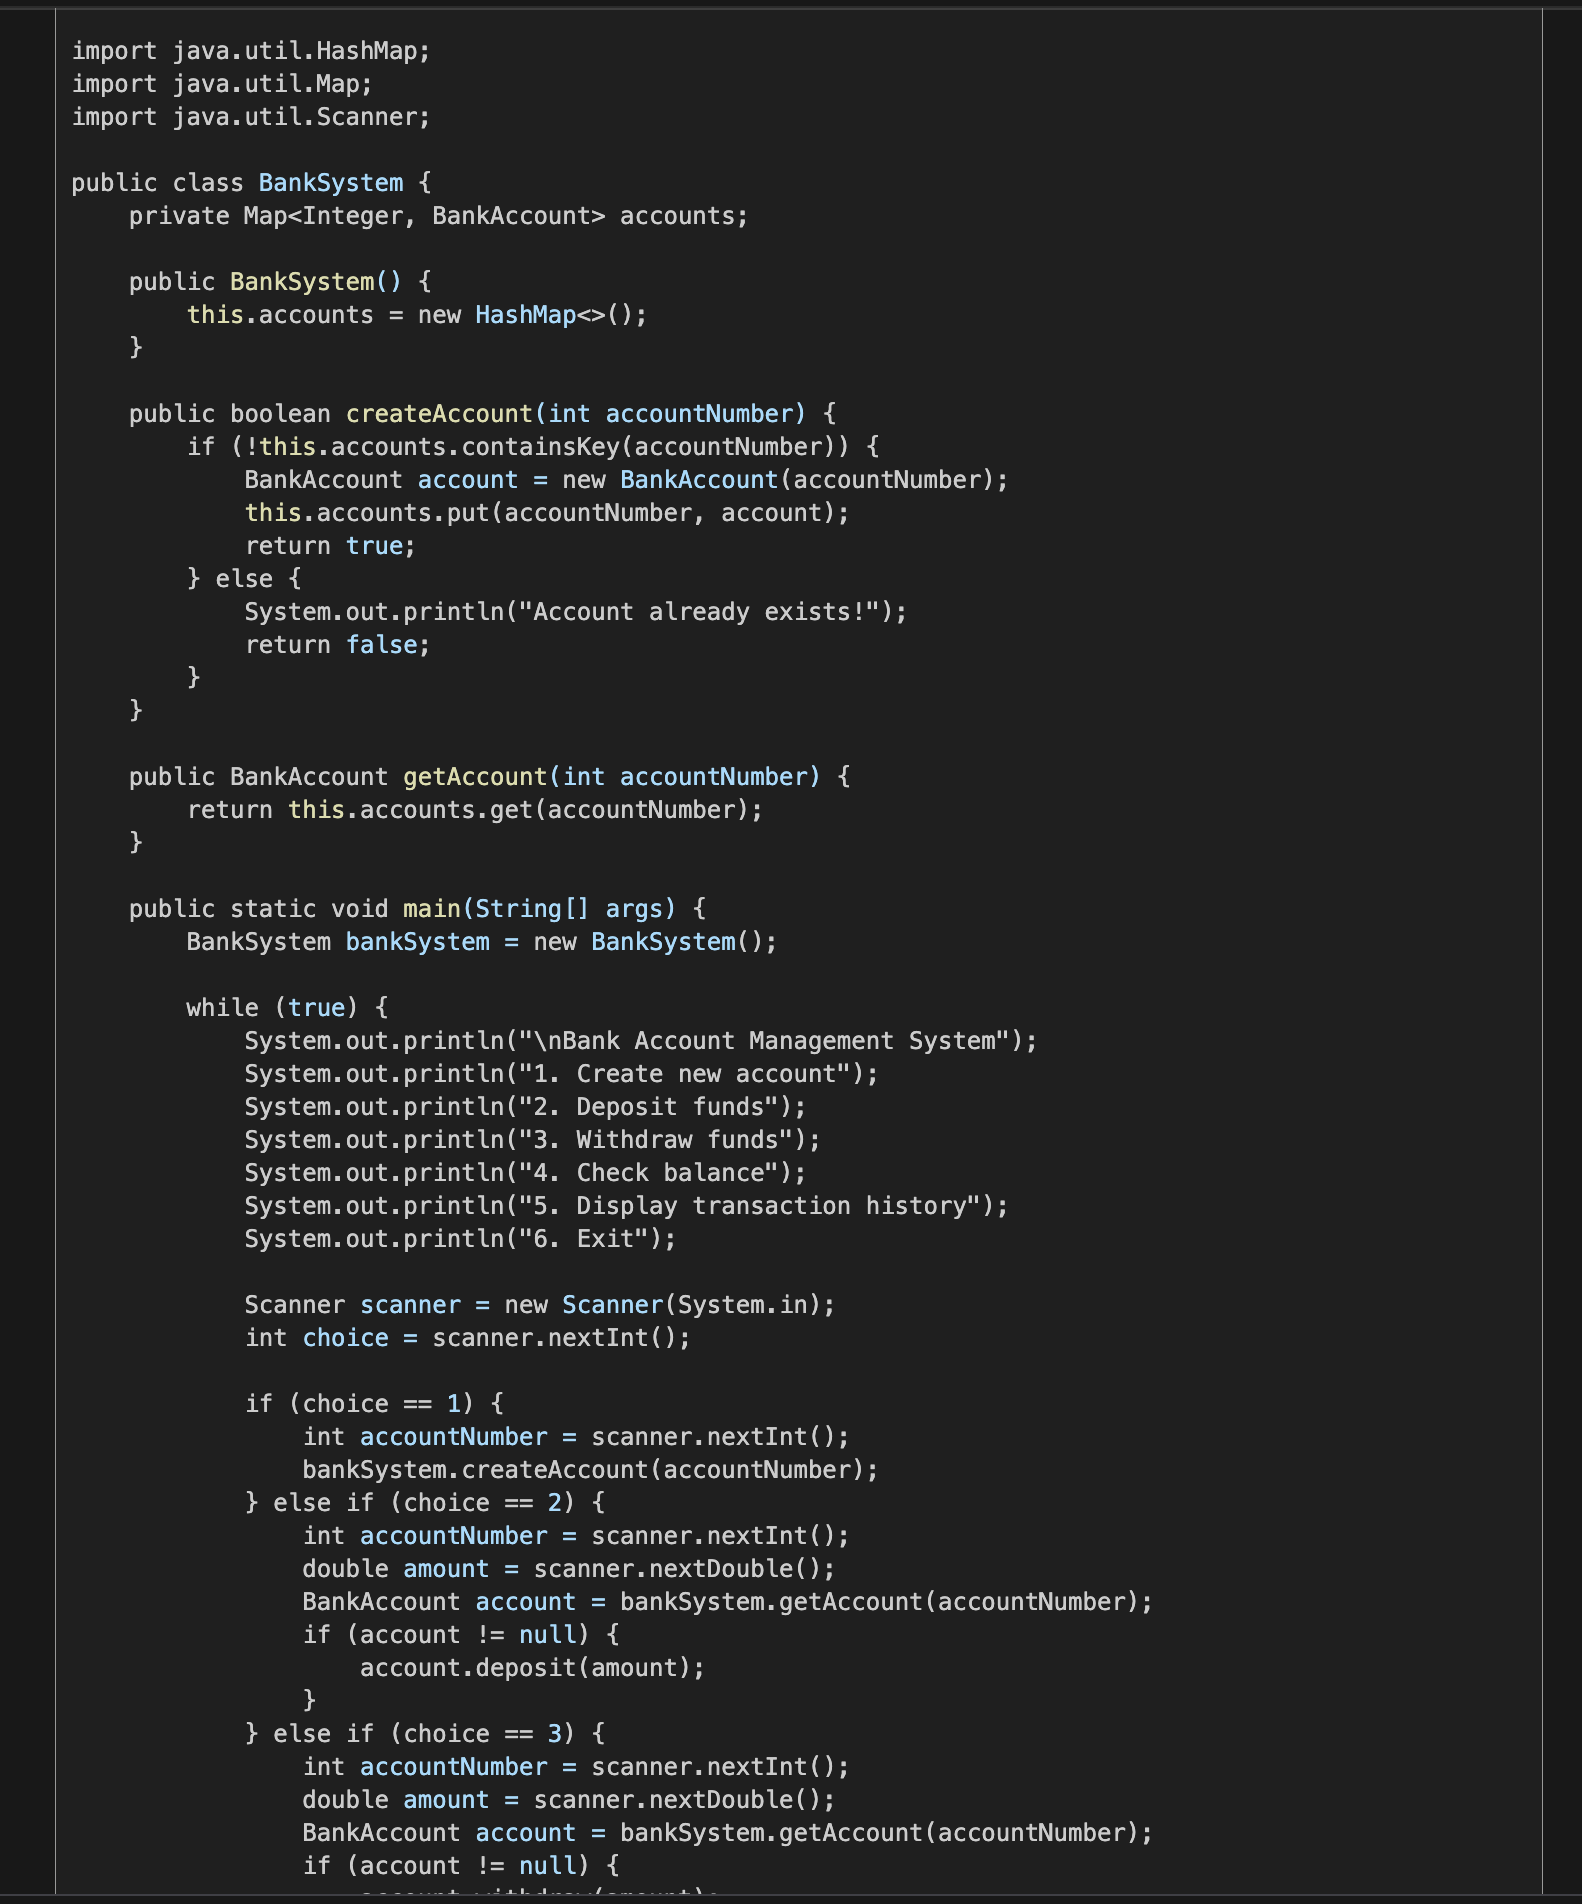 import java.util.HashMap;
import java.util.Map;
import java.util.Scanner;

public class BankSystem {
    private Map<Integer, BankAccount> accounts;

    public BankSystem() {
        this.accounts = new HashMap<>();
    }

    public boolean createAccount(int accountNumber) {
        if (!this.accounts.containsKey(accountNumber)) {
            BankAccount account = new BankAccount(accountNumber);
            this.accounts.put(accountNumber, account);
            return true;
        } else {
            System.out.println("Account already exists!");
            return false;
        }
    }

    public BankAccount getAccount(int accountNumber) {
        return this.accounts.get(accountNumber);
    }

    public static void main(String[] args) {
        BankSystem bankSystem = new BankSystem();

        while (true) {
            System.out.println("\nBank Account Management System");
            System.out.println("1. Create new account");
            System.out.println("2. Deposit funds");
            System.out.println("3. Withdraw funds");
            System.out.println("4. Check balance");
            System.out.println("5. Display transaction history");
            System.out.println("6. Exit");

            Scanner scanner = new Scanner(System.in);
            int choice = scanner.nextInt();

            if (choice == 1) {
                int accountNumber = scanner.nextInt();
                bankSystem.createAccount(accountNumber);
            } else if (choice == 2) {
                int accountNumber = scanner.nextInt();
                double amount = scanner.nextDouble();
                BankAccount account = bankSystem.getAccount(accountNumber);
                if (account != null) {
                    account.deposit(amount);
                }
            } else if (choice == 3) {
                int accountNumber = scanner.nextInt();
                double amount = scanner.nextDouble();
                BankAccount account = bankSystem.getAccount(accountNumber);
                if (account != null) {